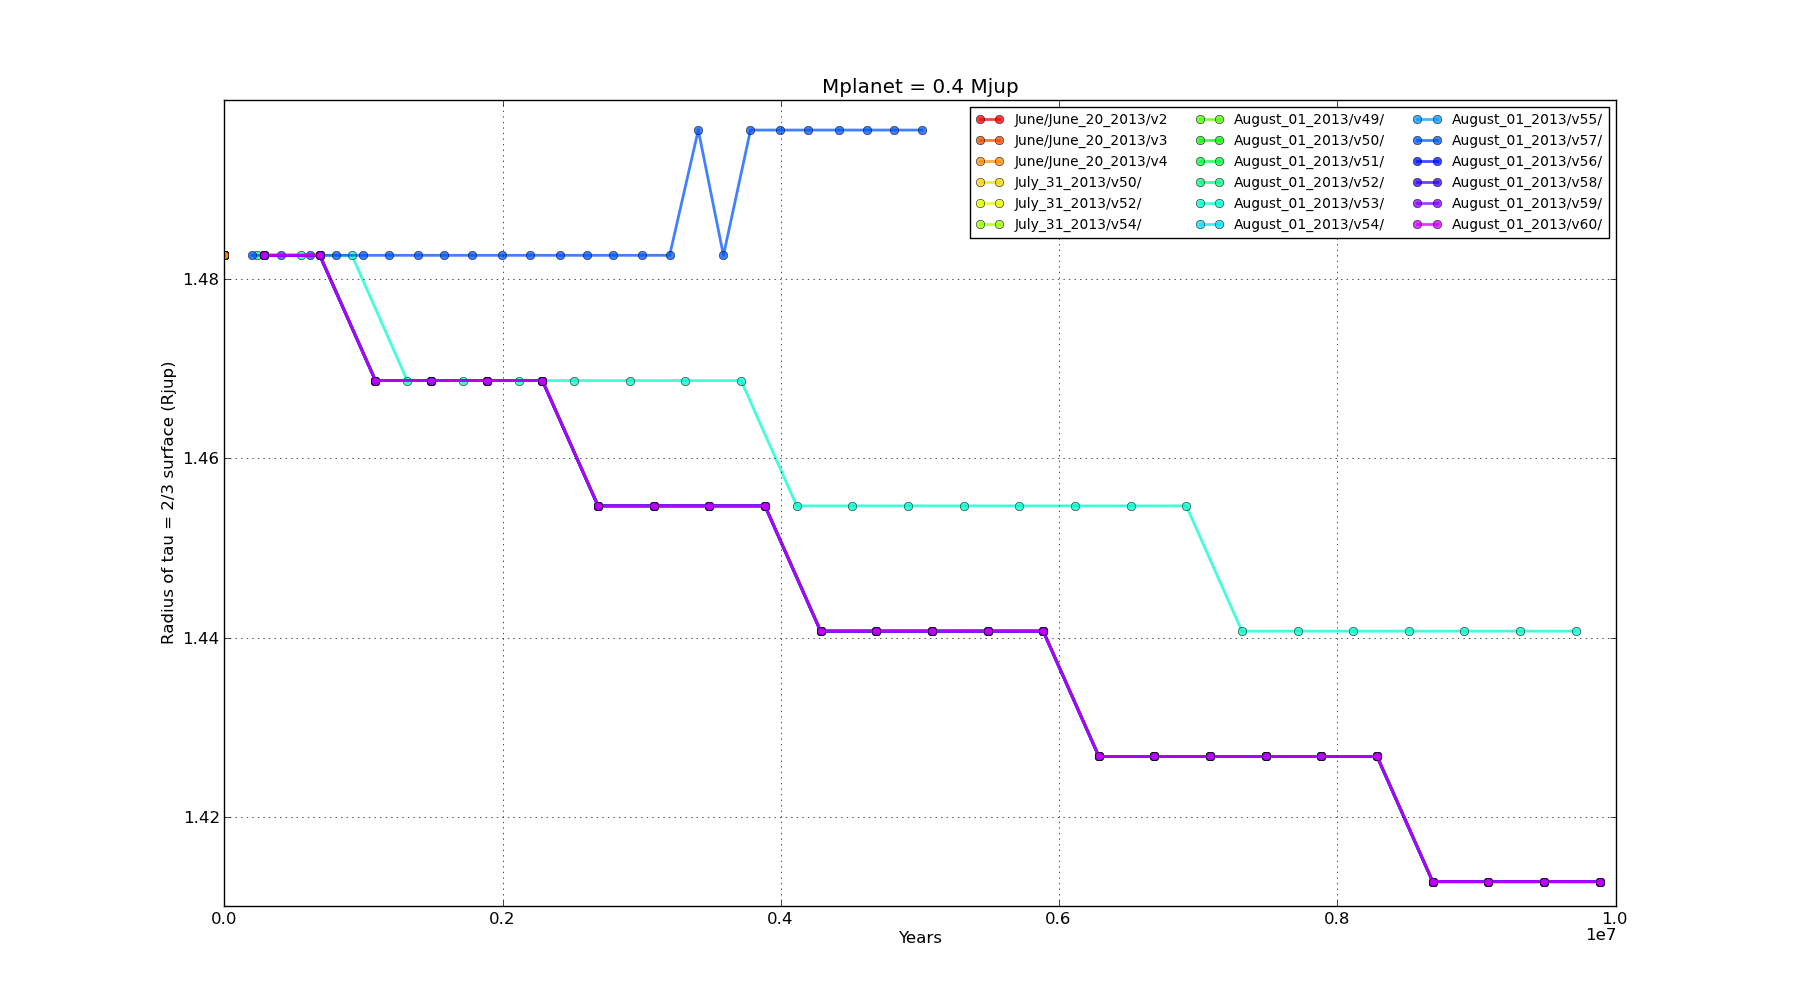 Mplanet = 0.4 Mjup
June/June_20_2013/v2
June/June_20_2013/v3
June/June_20_2013/v4
July_31_2013/v50/
July_31_2013/v52/
July_31_2013/v54/
August_01_2013/v49/
August_01_2013/v50/
August_01_2013/v51/
August_01_2013/v52/
August_01_2013/v53/
August_01_2013/v54/
August_01_2013/v55/
August_01_2013/v57/
August_01_2013/v56/
August_01_2013/v58/
August_01_2013/v59/
August_01_2013/v60/
Radius of tau = 2/3 surface (Rjup)
1.48
1.46
1.44
1.42
0.0 0.2 0.4 0.6 0.8 1.0
1e7
Years